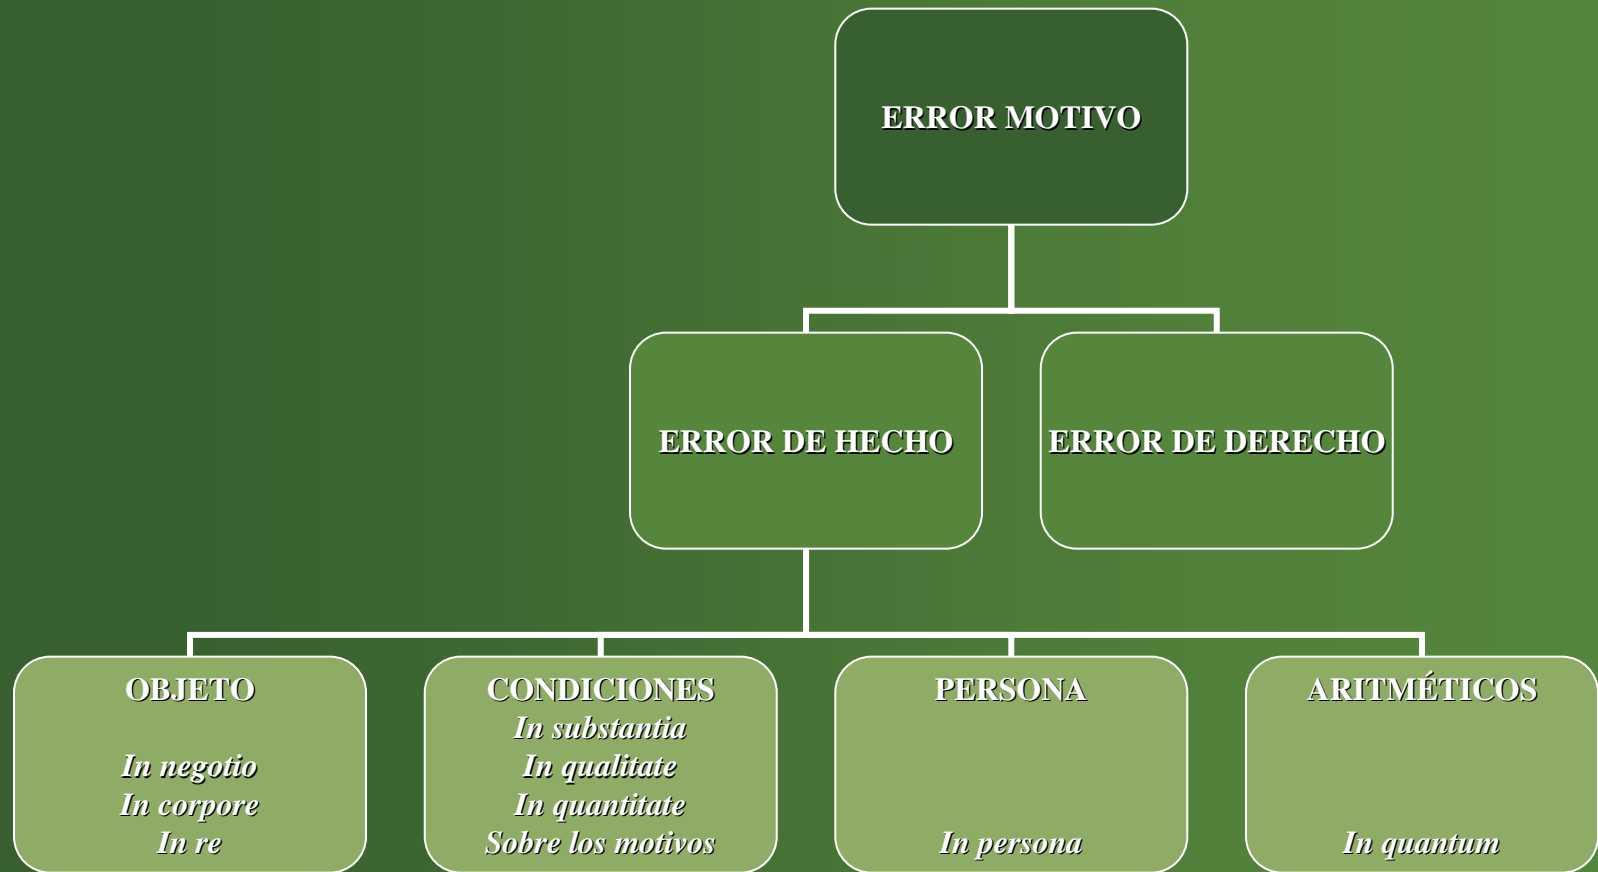 ERROR MOTIVO
ERROR DE HECHO
ERROR DE DERECHO
OBJETO
In negotio
In corpore
In re
CONDICIONES
In substantia
In qualitate
In quantitate
Sobre los motivos
PERSONA
In persona
ARITMÉTICOS
In quantum